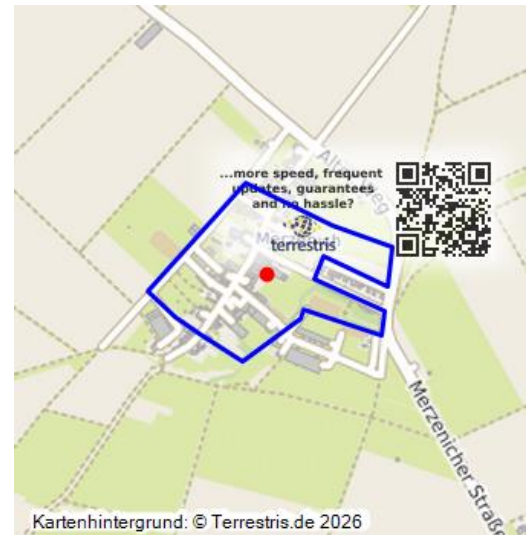 ...more speed, frequent
updates, guarantees
and no hassle?
terrestris
Merzenicher Straße
Kartenhintergrund: © Terrestris.de 2026